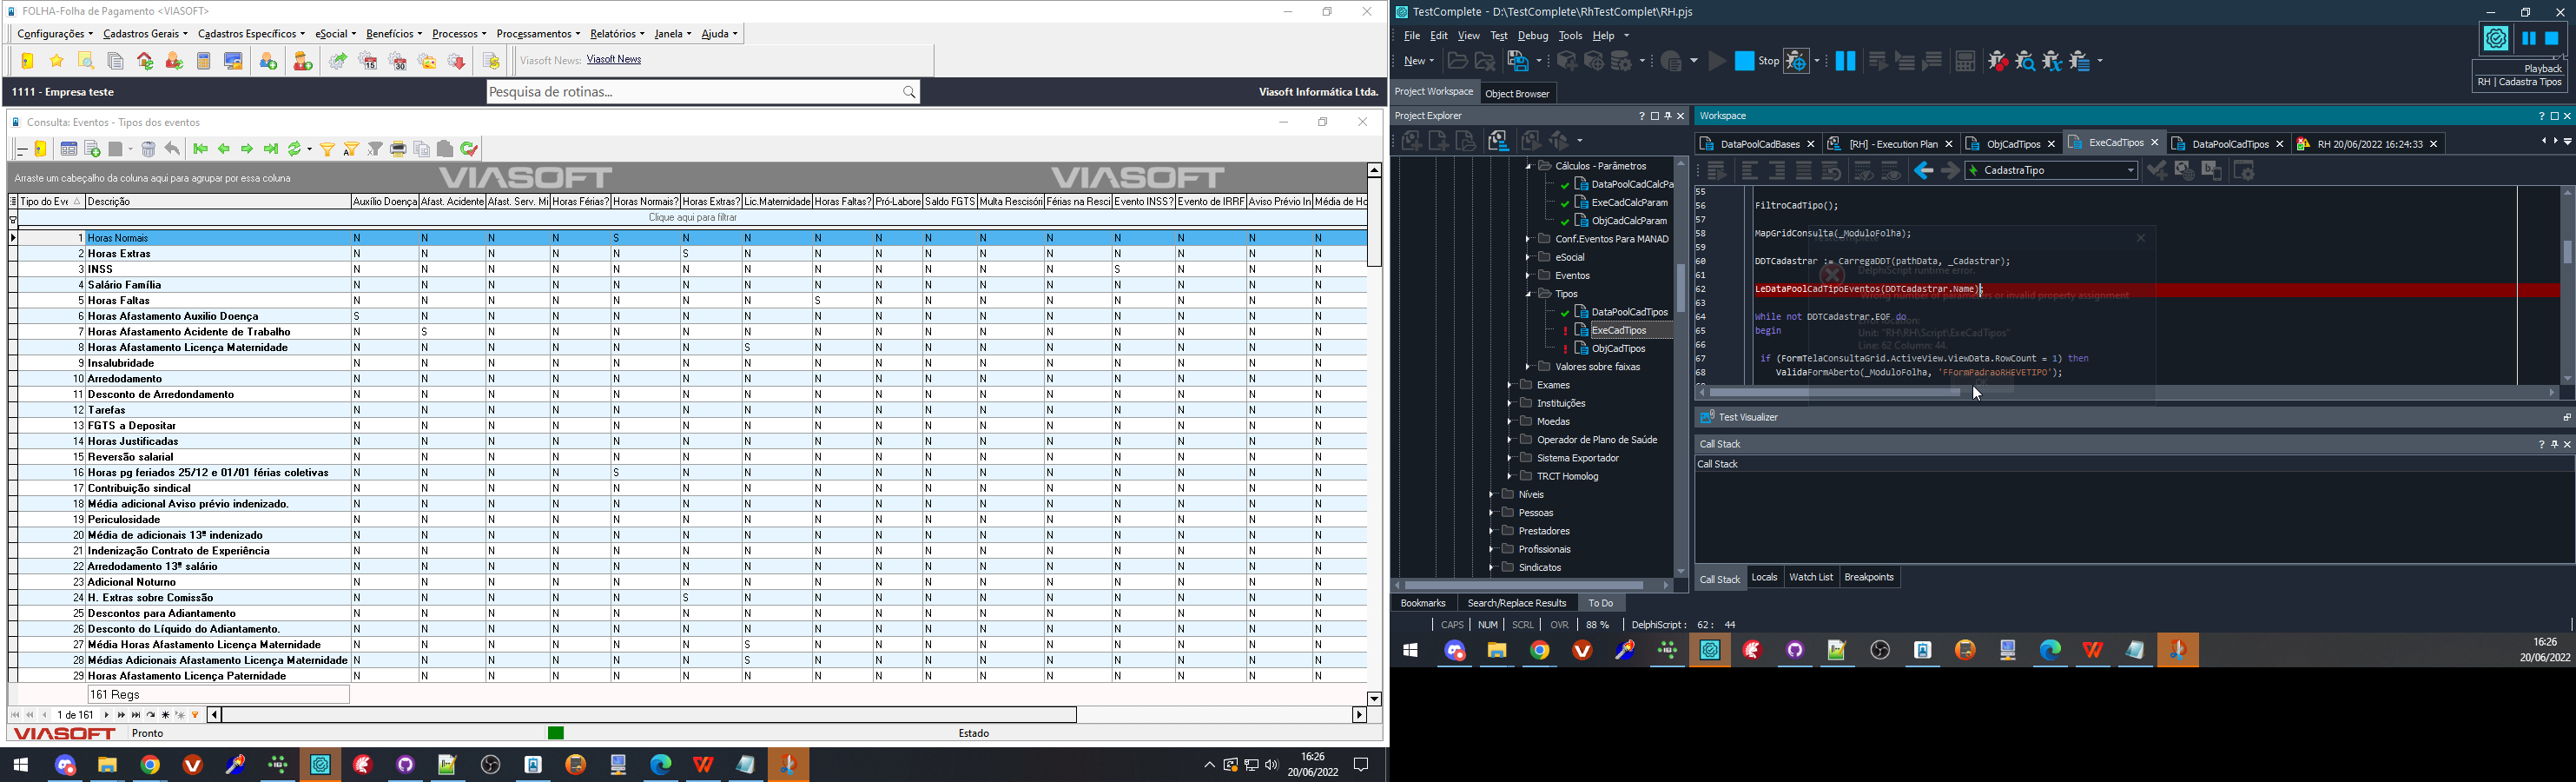 FOLHA-Folha de Pagamento <VIASOFT>
Configurações Cadastros Gerais Cadastros Específicos eSocial Benefícios Processos Processamentos Relatórios Janela Ajuda
Viasoft News: Viasoft News
1111 - Empresa teste
Pesquisa de rotinas...
Viasoft Informática Ltda.
Consulta: Eventos - Tipos dos eventos
Arraste um cabeçalho da coluna aqui para agrupar por essa coluna
VIASOFT VIASOFT
Tipo do Eve Descrição Auxílio Doença Afast. Acidente Afast. Serv. Mi Horas Férias? Horas Normais? Horas Extras? Lic.Maternidade Horas Faltas? Pró-Labore Saldo FGTS Multa Rescisóri Férias na Resci Evento INSS? Evento de IRRF Aviso Prévio In Média de Ho
Clique aqui para filtrar
1 Horas Normais N N N N S N N N N N N N N N N N
2 Horas Extras N N N N N S N N N N N N N N N N
3 INSS N N N N N N N N N N N N S N N N
4 Salário Família N N N N N N N N N N N N N N N N
5 Horas Faltas N N N N N N N S N N N N N N N N
6 Horas Afastamento Auxilio Doença S N N N N N N N N N N N N N N N
7 Horas Afastamento Acidente de Trabalho N S N N N N N N N N N N N N N N
8 Horas Afastamento Licença Maternidade N N N N N N S N N N N N N N N N
9 Insalubridade N N N N N N N N N N N N N N N N
10 Arredodamento N N N N N N N N N N N N N N N N
11 Desconto de Arredondamento N N N N N N N N N N N N N N N N
12 Tarefas N N N N N N N N N N N N N N N N
13 FGTS a Depositar N N N N N N N N N N N N N N N N
14 Horas Justificadas N N N N N N N N N N N N N N N N
15 Reversão salarial N N N N N N N N N N N N N N N N
16 Horas pg feriados 25/12 e 01/01 férias coletivas N N N N S N N N N N N N N N N N
17 Contribuição sindical N N N N N N N N N N N N N N N N
18 Média adicional Aviso prévio indenizado. N N N N N N N N N N N N N N N N
19 Periculosidade N N N N N N N N N N N N N N N N
20 Média de adicionais 13º indenizado N N N N N N N N N N N N N N N N
21 Indenização Contrato de Experiência N N N N N N N N N N N N N N N N
22 Arredodamento 13º salário N N N N N N N N N N N N N N N N
23 Adicional Noturno N N N N N N N N N N N N N N N N
24 H. Extras sobre Comissão N N N N N S N N N N N N N N N N
25 Descontos para Adiantamento N N N N N N N N N N N N N N N N
26 Desconto do Líquido do Adiantamento. N N N N N N N N N N N N N N N N
27 Média Horas Afastamento Licença Maternidade N N N N N N S N N N N N N N N N
28 Médias Adicionais Afastamento Licença Maternidade N N N N N N S N N N N N N N N N
29 Horas Afastamento Licença Paternidade N N N N N N N N N N N N N N N N
161 Regs
1 de 161
VIASOFT Pronto Estado
16:26
20/06/2022
TestComplete - D:\TestComplete\RhTestComplet\RH.pjs
File Edit View Test Debug Tools Help
New Stop
Playback
RH | Cadastra Tipos
Project Workspace Object Browser
Project Explorer
Cálculos - Parâmetros
DataPoolCadCalcPa
ExeCadCalcParam
ObjCadCalcParam
Conf.Eventos Para MANAD
eSocial
Eventos
Tipos
DataPoolCadTipos
ExeCadTipos
ObjCadTipos
Valores sobre faixas
Exames
Instituições
Moedas
Operador de Plano de Saúde
Sistema Exportador
TRCT Homolog
Níveis
Pessoas
Prestadores
Profissionais
Sindicatos
Bookmarks Search/Replace Results To Do
Workspace
DataPoolCadBases [RH] - Execution Plan ObjCadTipos ExeCadTipos DataPoolCadTipos RH 20/06/2022 16:24:33
CadastraTipo
55
56 FiltroCadTipo();
57
58 MapGridConsulta(_ModuloFolha);
59
60 DDTCadastrar := CarregaDDT(pathData, _Cadastrar);
61
62 LeDataPoolCadTipoEventos(DDTCadastrar.Name);
63
64 While not DDTCadastrar.EOF do
65 begin
66
67 if (FormTelaConsultaGrid.ActiveView.ViewData.RowCount = 1) then
68 ValidaFormAberto(_ModuloFolha, 'FFormPadraoRHEVETIPO');
TestComplete
DelphiScript runtime error.
Wrong number of parameters or invalid property assignment
Error location:
Unit: "RH\RH\Script\ExeCadTipos"
Line: 62 Column: 44.
Test Visualizer
Call Stack
Call Stack
Call Stack Locals Watch List Breakpoints
CAPS NUM SCRL OVR 88 % DelphiScript : 62 : 44
16:26
20/06/2022